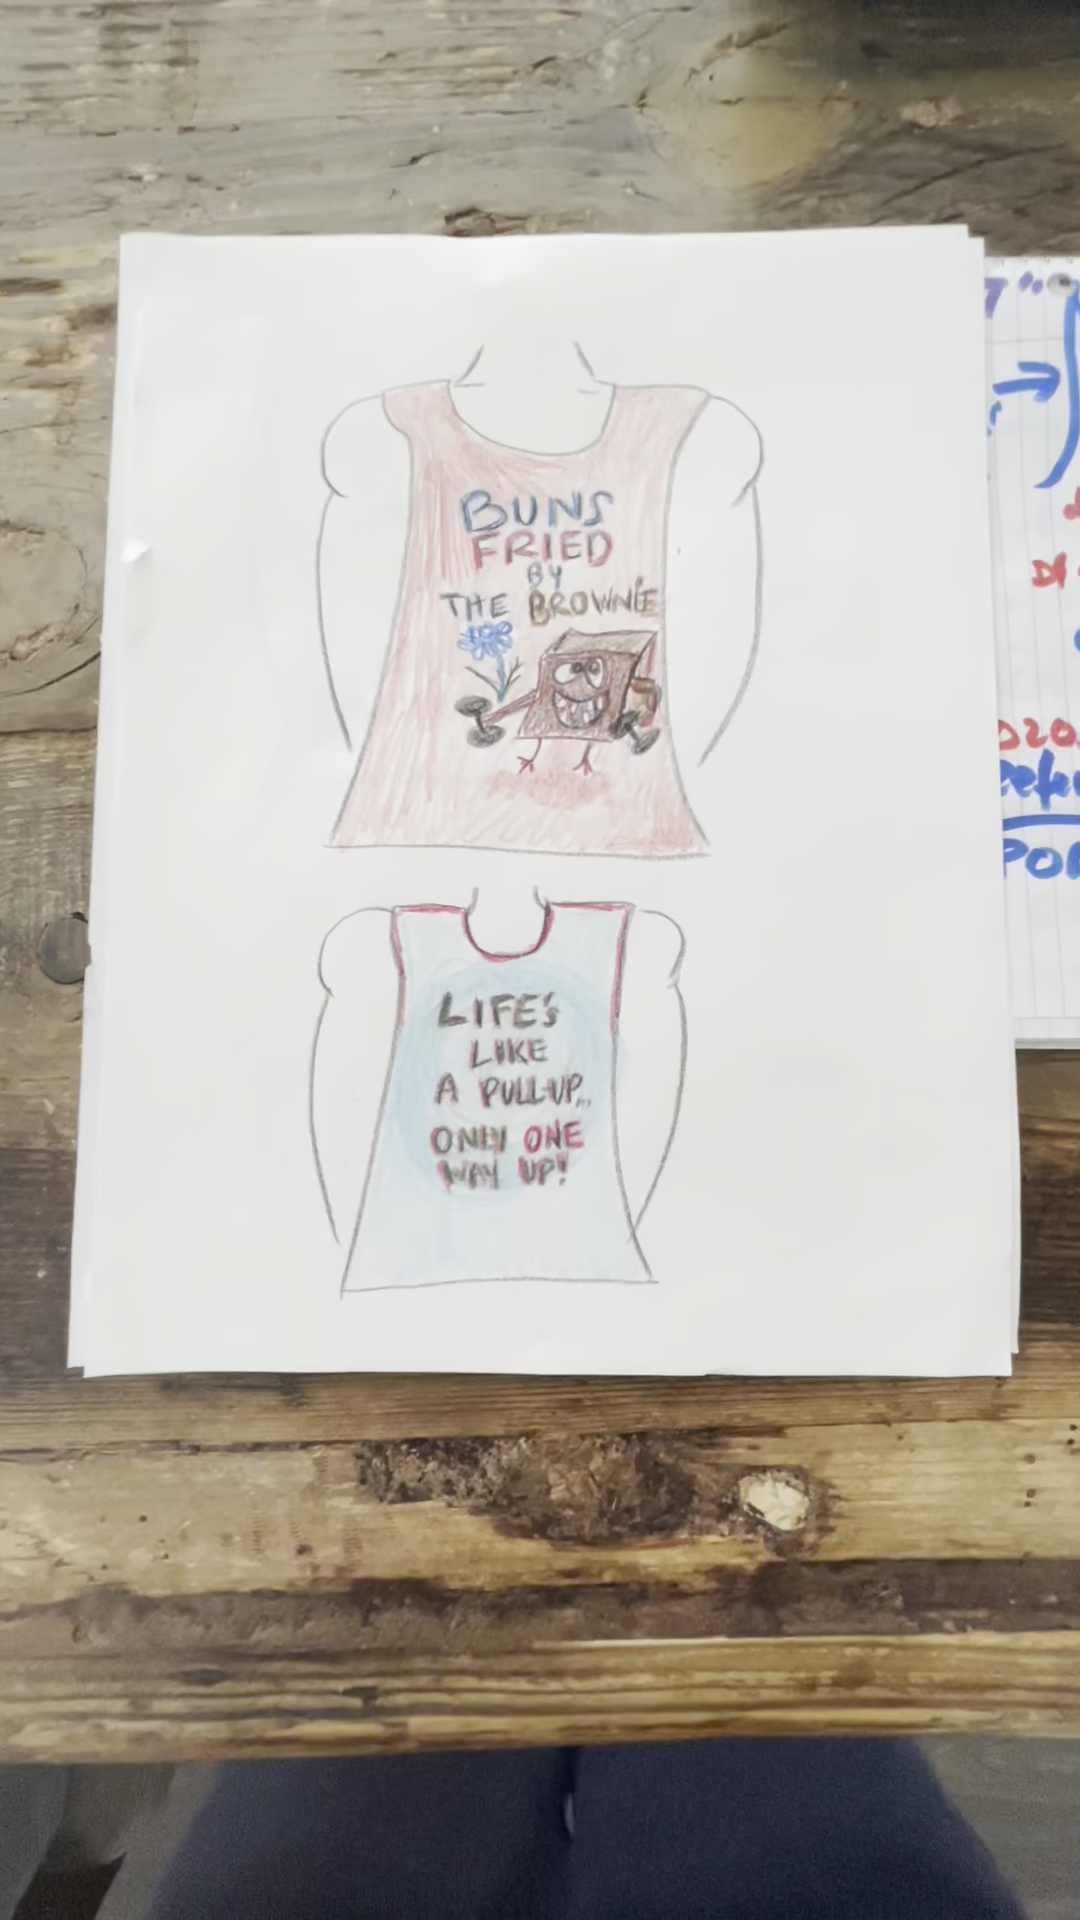 BUNS
FRIED
BY
THE BROWNIE
LIFE's
LIKE
A PULL-UP...
ONLY ONE
WAY UP!